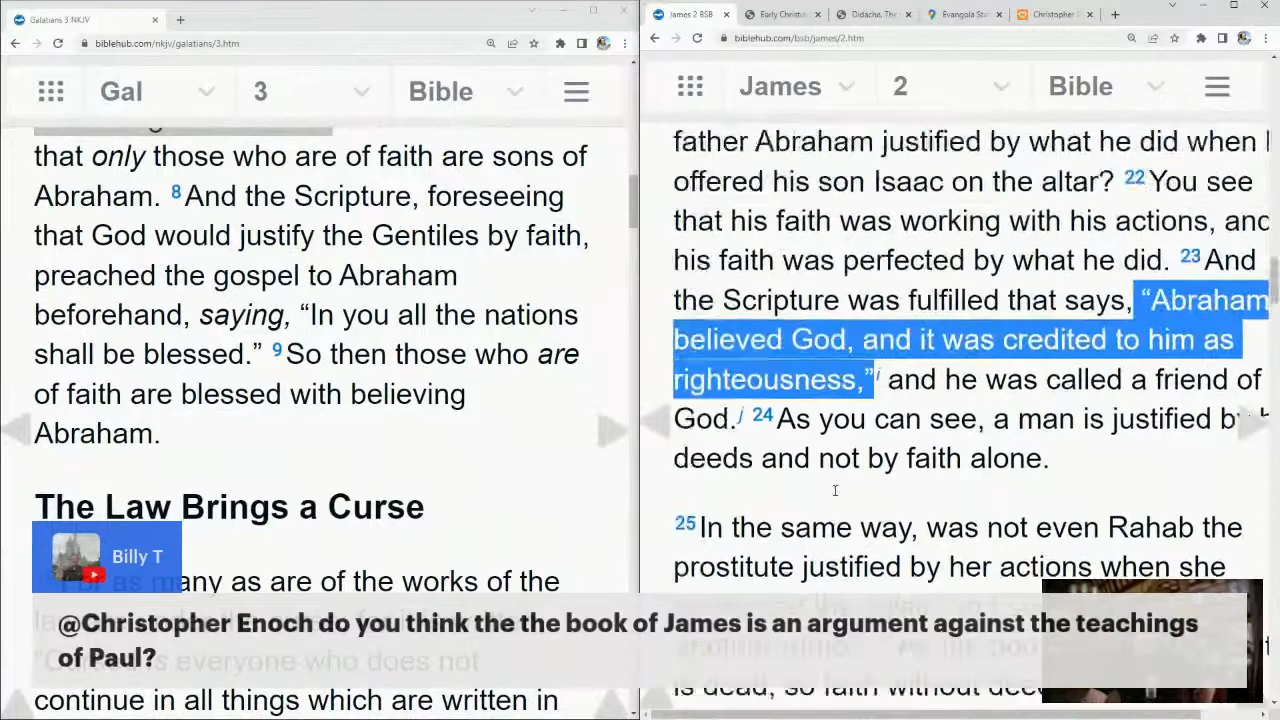 Galatians 3 NKJV
biblehub.com/nkjv/galatians/3.htm
Gal 3 Bible
that only those who are of faith are sons of
Abraham. 8 And the Scripture, foreseeing
that God would justify the Gentiles by faith,
preached the gospel to Abraham
beforehand, saying, “In you all the nations
shall be blessed.” 9 So then those who are
of faith are blessed with believing
Abraham.
The Law Brings a Curse
many as are of the works of the
everyone who does not
continue in all things which are written in
James 2 BSB
Early Christia
Didache. The
Evangola Sta
Christopher
biblehub.com/bsb/james/2.htm
James 2 Bible
father Abraham justified by what he did when
offered his son Isaac on the altar? 22 You see
that his faith was working with his actions, and
his faith was perfected by what he did. 23 And
the Scripture was fulfilled that says, “Abraham
believed God, and it was credited to him as
righteousness,” i and he was called a friend of
God. j 24 As you can see, a man is justified by
deeds and not by faith alone.
25 In the same way, was not even Rahab the
prostitute justified by her actions when she
is dead, so faith without
Billy T
@Christopher Enoch do you think the the book of James is an argument against the teachings
of Paul?